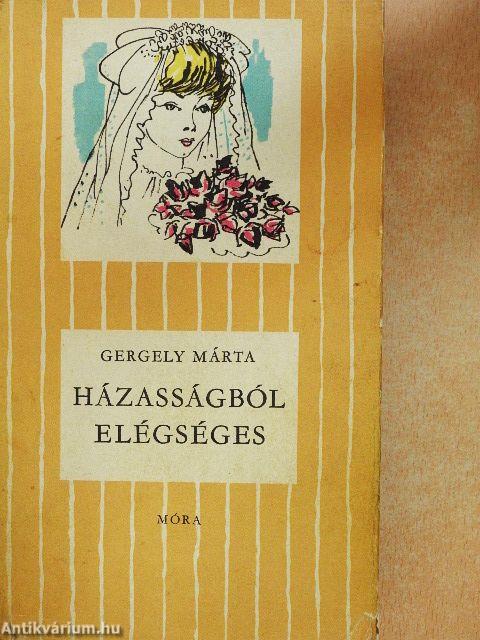 GERGELY MÁRTA
HÁZASSÁGBÓL
ELÉGSÉGES
MÓRA
Antikvárium.hu